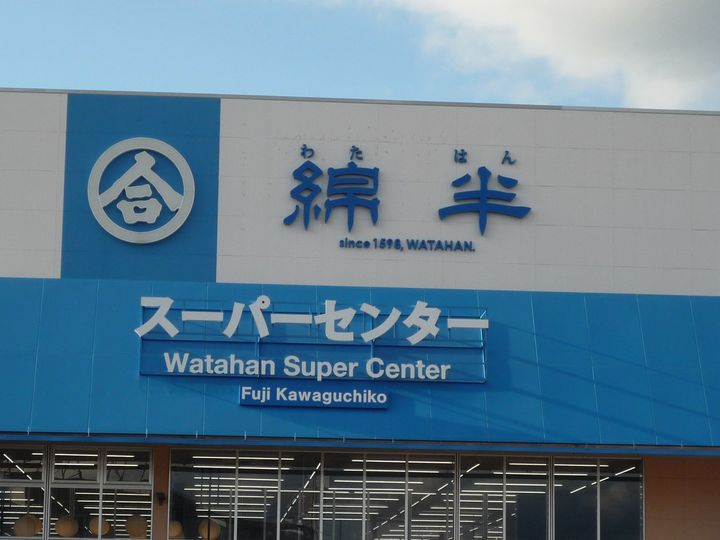 合
わた はん
綿半
since 1598, WATAHAN.
スーパーセンター
Watahan Super Center
Fuji Kawaguchiko